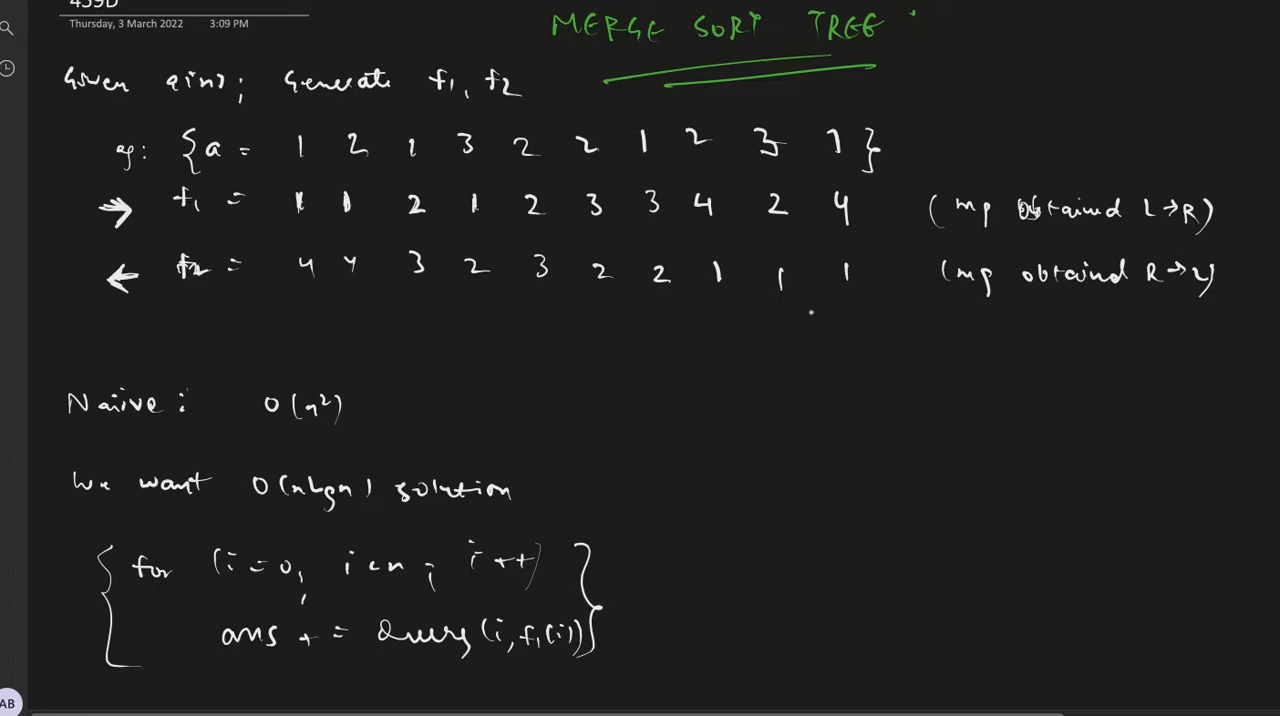 459D
Thursday, 3 March 2022 3:09 PM
MERGE SORT TREE
Given a[n]; Generate f1, f2
eg: {a = 1 2 1 3 2 2 1 2 3 1}
→ f1 = 1 1 2 1 2 3 3 4 2 4 (mp obtained L→R)
← f2 = 4 4 3 2 3 2 2 1 1 1 (mp obtained R→L)
Naiive : O(n²)
We want O(nlgn) solution
{ for (i=0, i<n; i++) }
ans += Query(i, f1(i))
AB